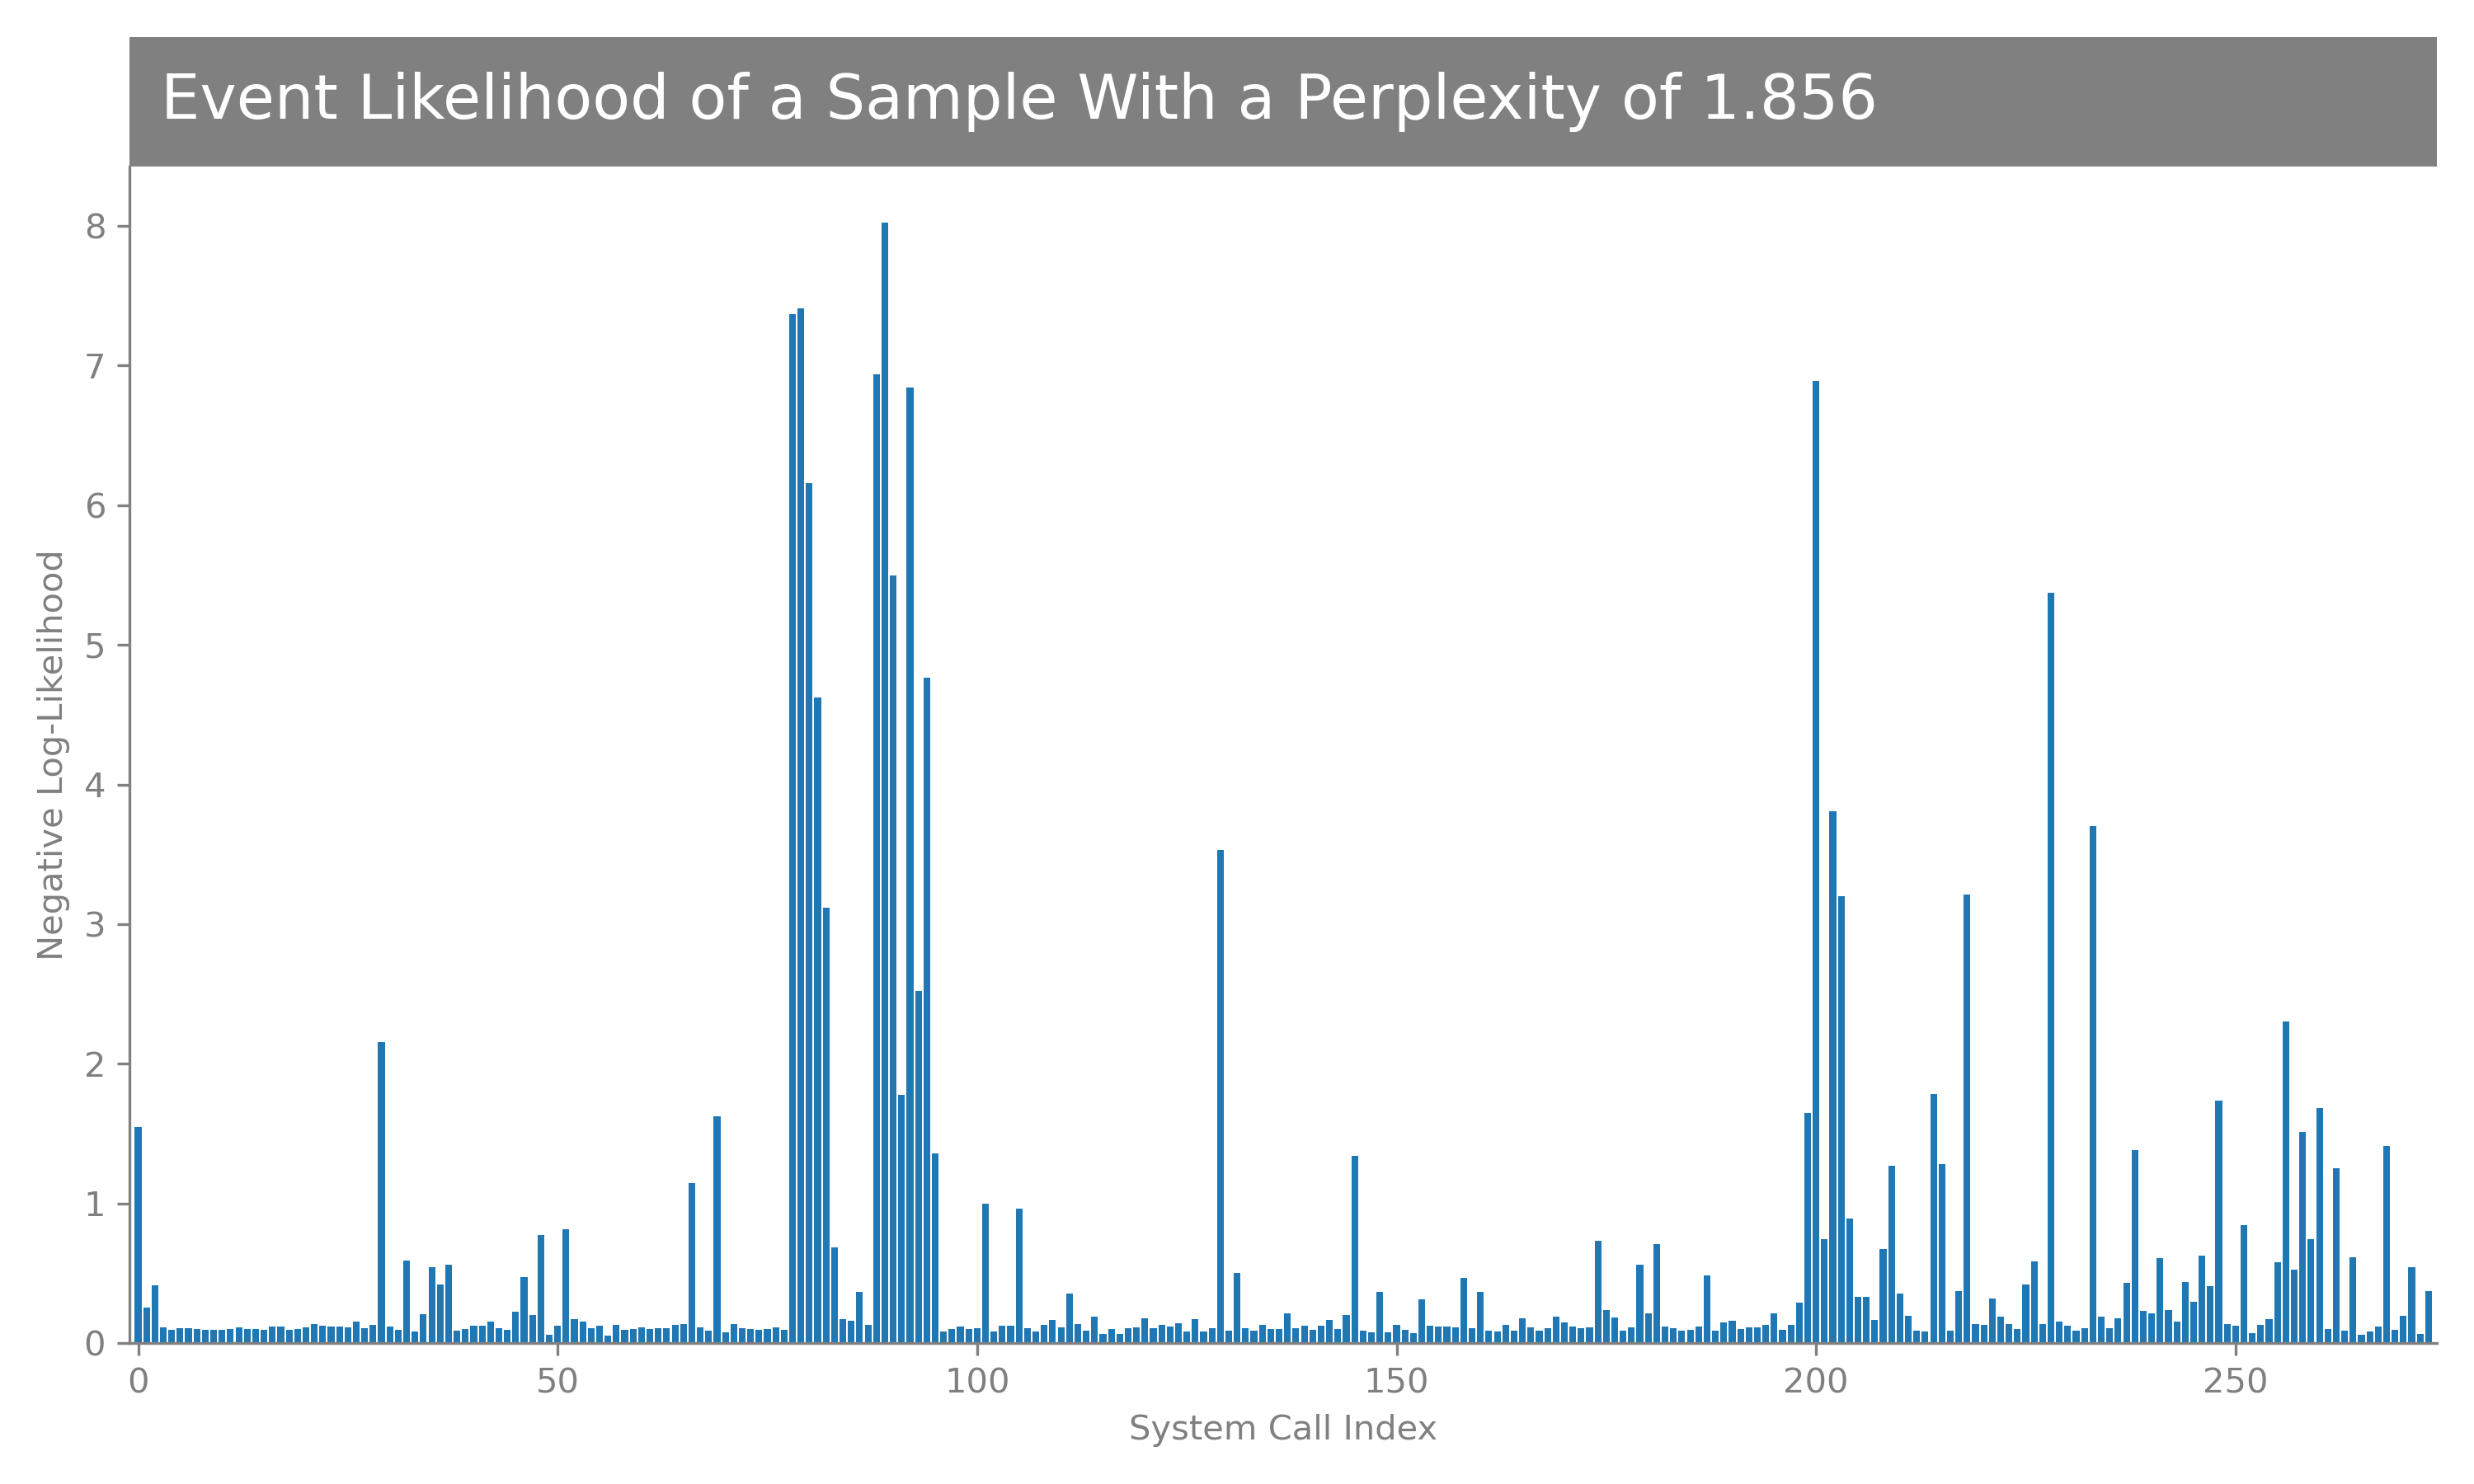 Event Likelihood of a Sample With a Perplexity of 1.856
8
7
6
5
4
3
2
1
0
Negative Log-Likelihood
0 50 100 150 200 250
System Call Index